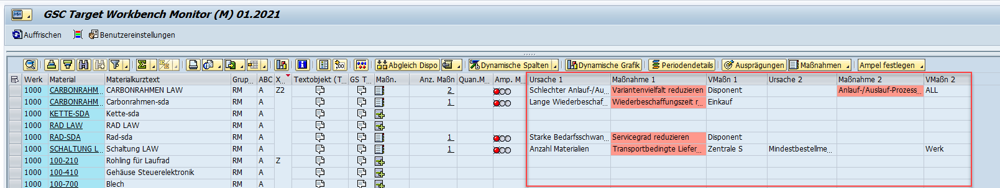 GSC Target Workbench Monitor (M) 01.2021
Auffrischen Benutzereinstellungen
Abgleich Dispo Dynamische Spalten Dynamische Grafik Periodendetails Ausprägungen Maßnahmen Ampel festlegen
Werk Material Materialkurztext Grup... ABC X... Textobjekt (T... GS T... Maßn. Anz. Maßn Quan.M... Amp. M... Ursache 1 Maßnahme 1 VMaßn 1 Ursache 2 Maßnahme 2 VMaßn 2
1000 CARBONRAHM... CARBONRAHMEN LAW RM A Z2 2 Schlechter Anlauf-/Au... Variantenvielfalt reduzieren Disponent Anlauf-/Auslauf-Prozess... ALL
1000 CARBONRAHM... Carbonrahmen-sda RM A 1 Lange Wiederbeschaf... Wiederbeschaffungszeit r... Einkauf
1000 KETTE-SDA Kette-sda RM A
1000 RAD LAW RAD LAW RM A
1000 RAD-SDA Rad-sda RM A 1 Starke Bedarfsschwan... Servicegrad reduzieren Disponent
1000 SCHALTUNG L... Schaltung LAW RM A 1 Anzahl Materialien Transportbedingte Liefer... Zentrale S Mindestbestellme... Werk
1000 100-210 Rohling für Laufrad RM A Z
1000 100-410 Gehäuse Steuerelektronik RM A
1000 100-700 Blech RM A